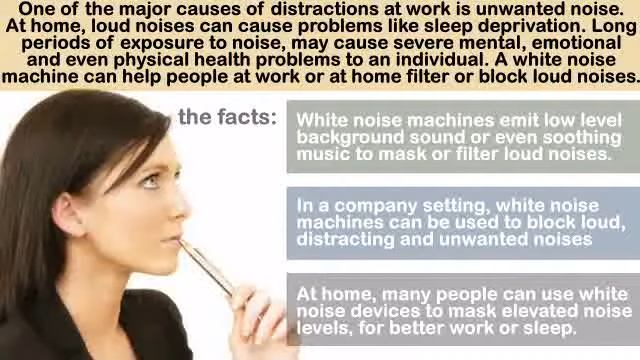 One of the major causes of distractions at work is unwanted noise.
At home, loud noises can cause problems like sleep deprivation. Long
periods of exposure to noise, may cause severe mental, emotional
and even physical health problems to an individual. A white noise
machine can help people at work or at home filter or block loud noises.
the facts:
White noise machines emit low level
background sound or even soothing
music to mask or filter loud noises.
In a company setting, white noise
machines can be used to block loud,
distracting and unwanted noises
At home, many people can use white
noise devices to mask elevated noise
levels, for better work or sleep.